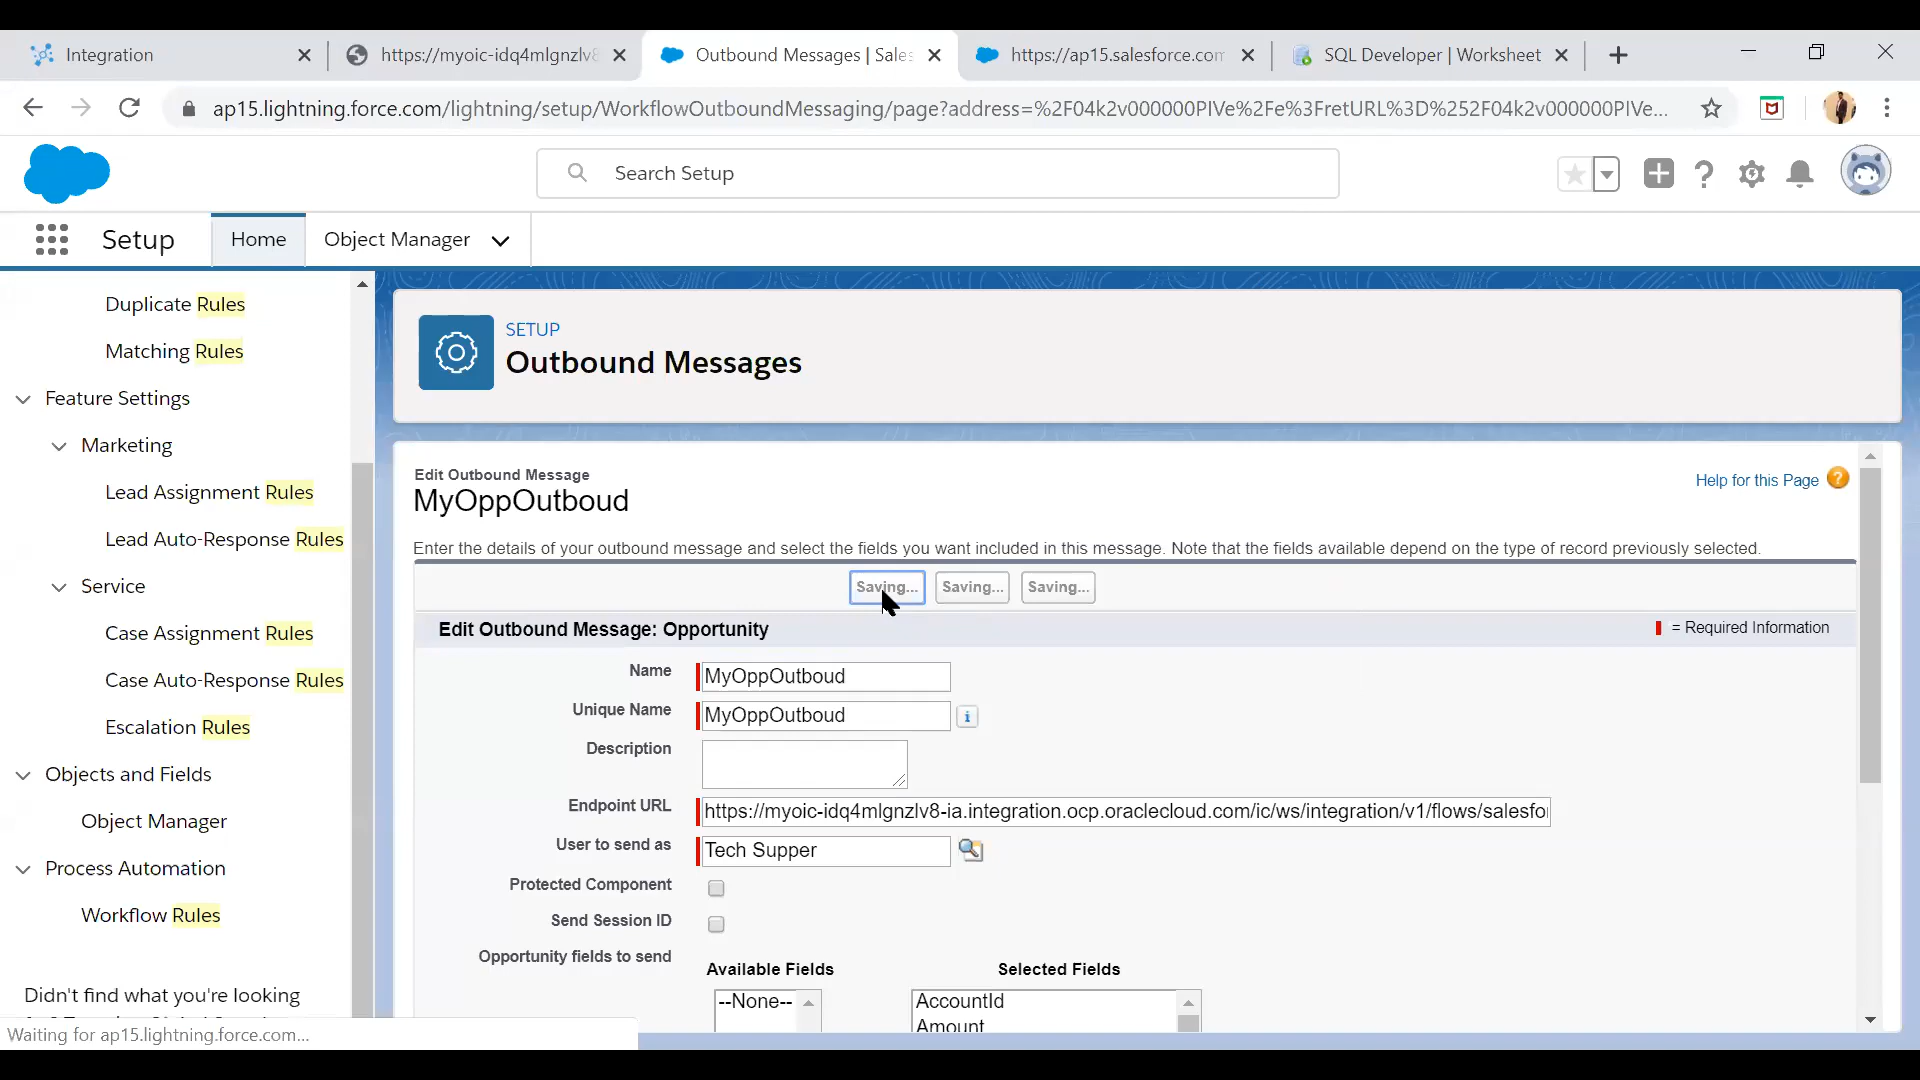 Integration
https://myoic-idq4mlgnzlv8
Outbound Messages | Sales
https://ap15.salesforce.com
SQL Developer | Worksheet
ap15.lightning.force.com/lightning/setup/WorkflowOutboundMessaging/page?address=%2F04k2v000000PIVe%2Fe%3FretURL%3D%252F04k2v000000PIVe...
Search Setup
Setup
Home
Object Manager
Duplicate Rules
Matching Rules
Feature Settings
Marketing
Lead Assignment Rules
Lead Auto-Response Rules
Service
Case Assignment Rules
Case Auto-Response Rules
Escalation Rules
Objects and Fields
Object Manager
Process Automation
Workflow Rules
Didn't find what you're looking
Waiting for ap15.lightning.force.com...
SETUP
Outbound Messages
Edit Outbound Message
MyOppOutboud
Help for this Page
Enter the details of your outbound message and select the fields you want included in this message. Note that the fields available depend on the type of record previously selected.
Saving... Saving... Saving...
Edit Outbound Message: Opportunity
= Required Information
Name MyOppOutboud
Unique Name MyOppOutboud
Description
Endpoint URL https://myoic-idq4mlgnzlv8-ia.integration.ocp.oraclecloud.com/ic/ws/integration/v1/flows/salesfo
User to send as Tech Supper
Protected Component
Send Session ID
Opportunity fields to send
Available Fields Selected Fields
--None-- AccountId
Amount